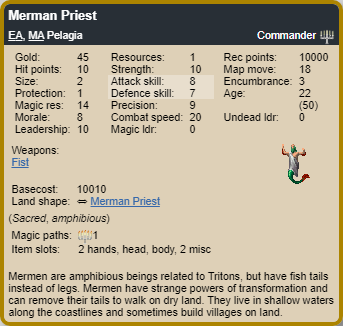 Merman Priest
EA, MA Pelagia Commander
Gold: 45 Resources: 1 Rec points: 10000
Hit points: 10 Strength: 10 Map move: 18
Size: 2 Attack skill: 8 Encumbrance: 3
Protection: 1 Defence skill: 7 Age: 22
Magic res: 14 Precision: 9 (50)
Morale: 8 Combat speed: 20 Undead ldr: 0
Leadership: 10 Magic ldr: 0
Weapons:
Fist
Basecost: 10010
Land shape: ⇔ Merman Priest
(Sacred, amphibious)
Magic paths: 1
Item slots: 2 hands, head, body, 2 misc
Mermen are amphibious beings related to Tritons, but have fish tails
instead of legs. Mermen have strange powers of transformation and
can remove their tails to walk on dry land. They live in shallow waters
along the coastlines and sometimes build villages on land.